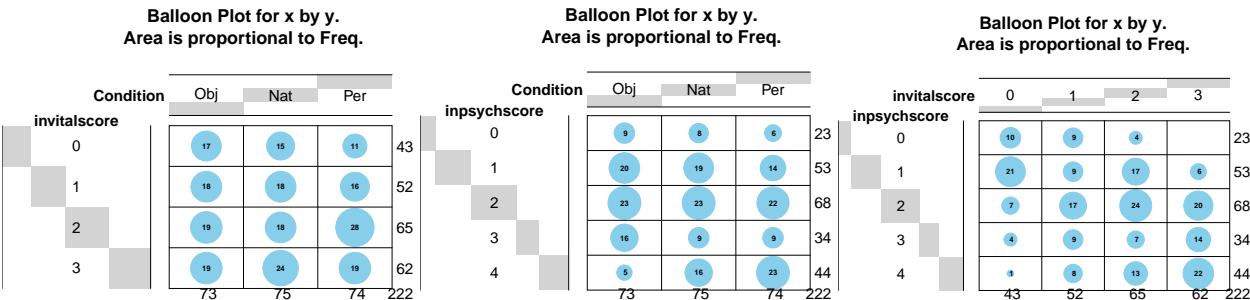 Balloon Plot for x by y.
Area is proportional to Freq.
Condition Obj Nat Per
invitalscore
0 17 15 11 43
1 18 18 16 52
2 19 18 28 65
3 19 24 19 62
73 75 74 222
Balloon Plot for x by y.
Area is proportional to Freq.
Condition Obj Nat Per
inpsychscore
0 9 8 6 23
1 20 19 14 53
2 23 23 22 68
3 16 9 9 34
4 5 16 23 44
73 75 74 222
Balloon Plot for x by y.
Area is proportional to Freq.
invitalscore 0 1 2 3
inpsychscore
0 10 9 4 23
1 21 9 17 6 53
2 7 17 24 20 68
3 4 9 7 14 34
4 1 8 13 22 44
43 52 65 62 222